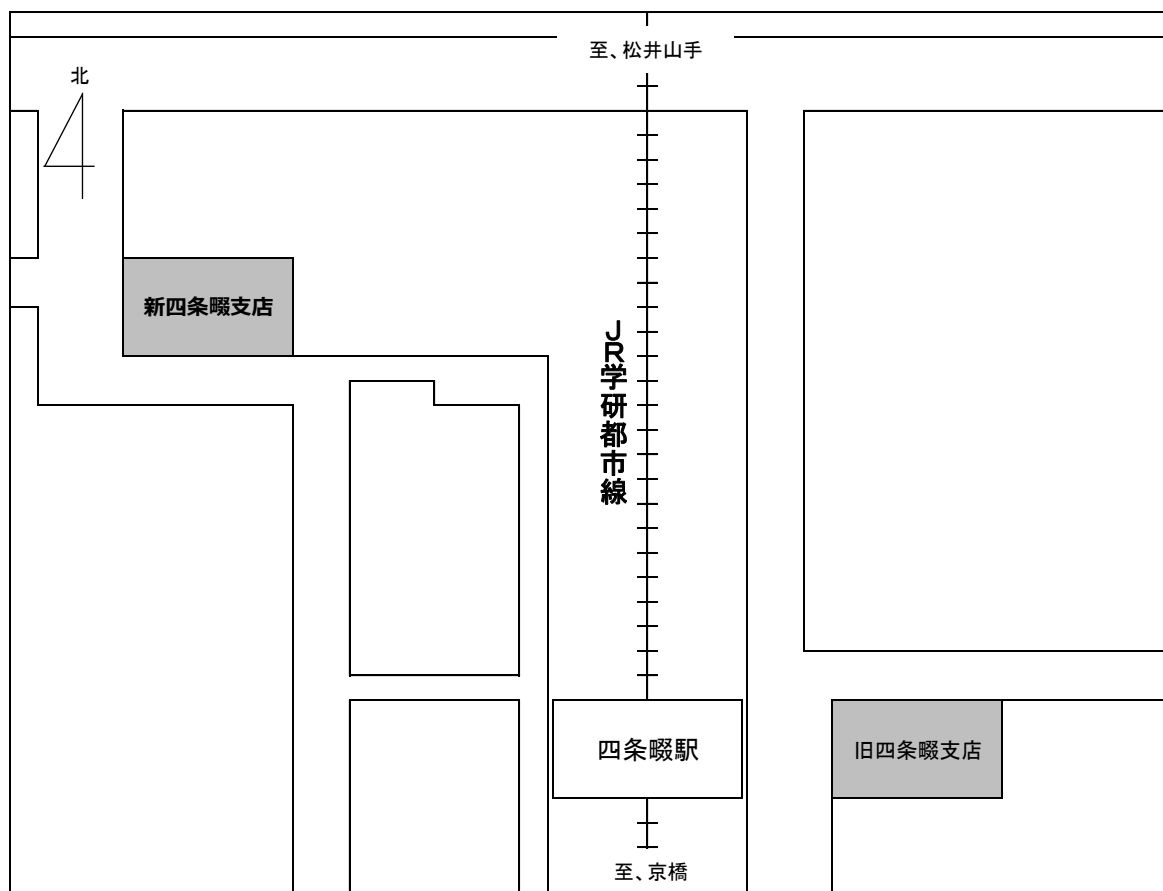 至、松井山手
北
新四条畷支店
JR学研都市線
四条畷駅
旧四条畷支店
至、京橋